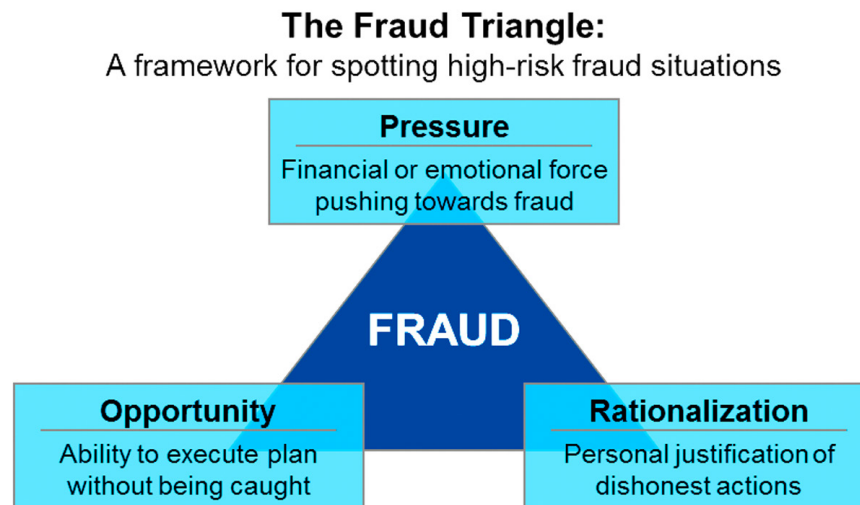 The Fraud Triangle:
A framework for spotting high-risk fraud situations
Pressure
Financial or emotional force
pushing towards fraud
FRAUD
Opportunity
Ability to execute plan
without being caught
Rationalization
Personal justification of
dishonest actions